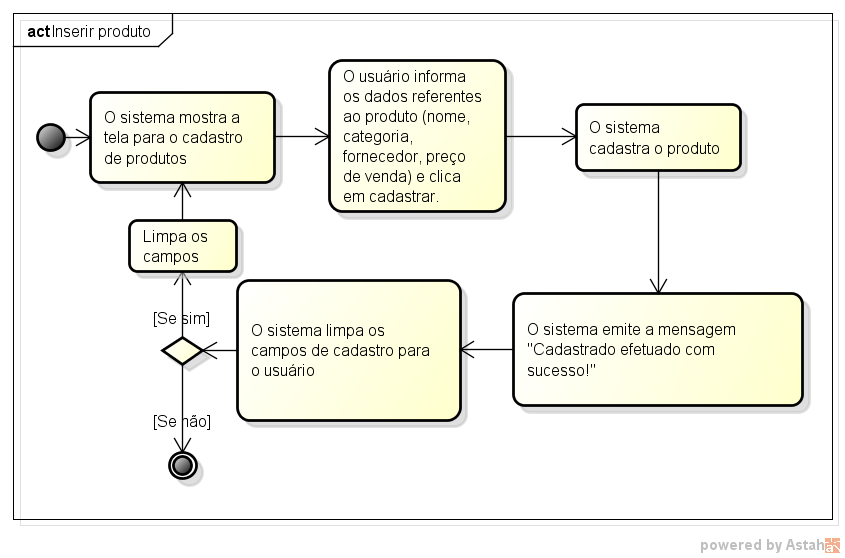 act Inserir produto
O sistema mostra a
tela para o cadastro
de produtos
O usuário informa
os dados referentes
ao produto (nome,
categoria,
fornecedor, preço
de venda) e clica
em cadastrar.
O sistema
cadastra o produto
O sistema emite a mensagem
"Cadastrado efetuado com
sucesso!"
O sistema limpa os
campos de cadastro para
o usuário
[Se sim]
Limpa os
campos
[Se não]
powered by Astah